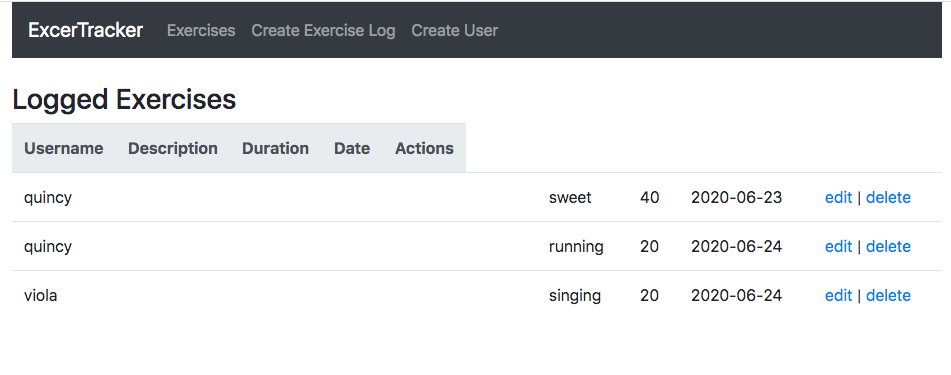 ExcerTracker Exercises Create Exercise Log Create User
Logged Exercises
Username Description Duration Date Actions
quincy sweet 40 2020-06-23 edit | delete
quincy running 20 2020-06-24 edit | delete
viola singing 20 2020-06-24 edit | delete